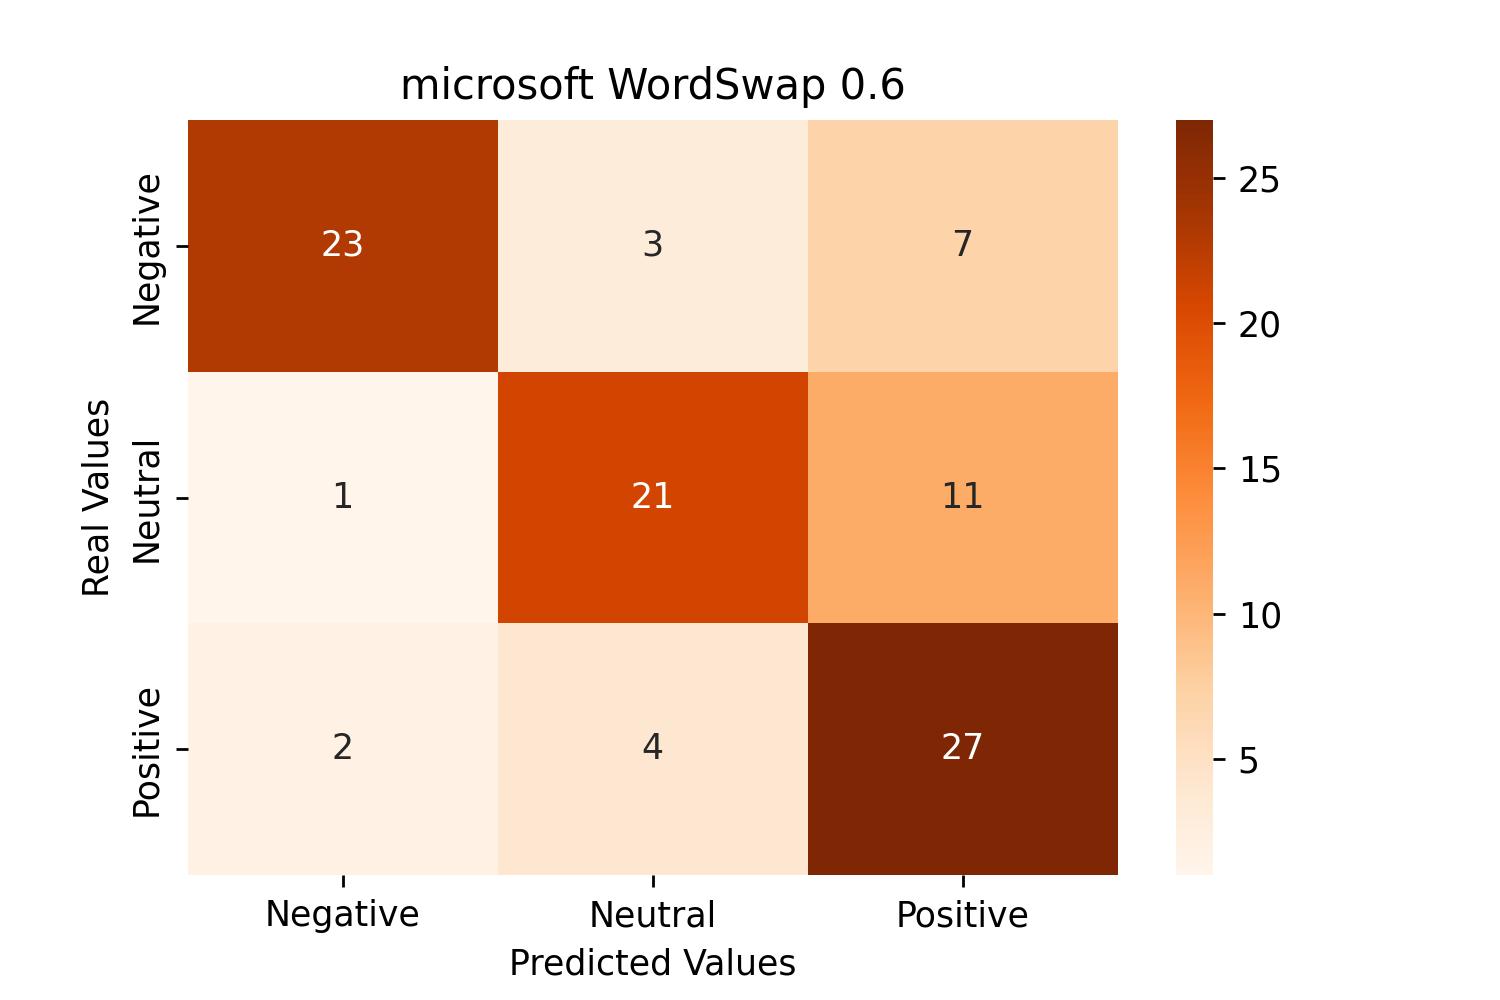 microsoft WordSwap 0.6
Real Values
Negative
23 3 7
Neutral
1 21 11
Positive
2 4 27
Negative Neutral Positive
Predicted Values
25
20
15
10
5